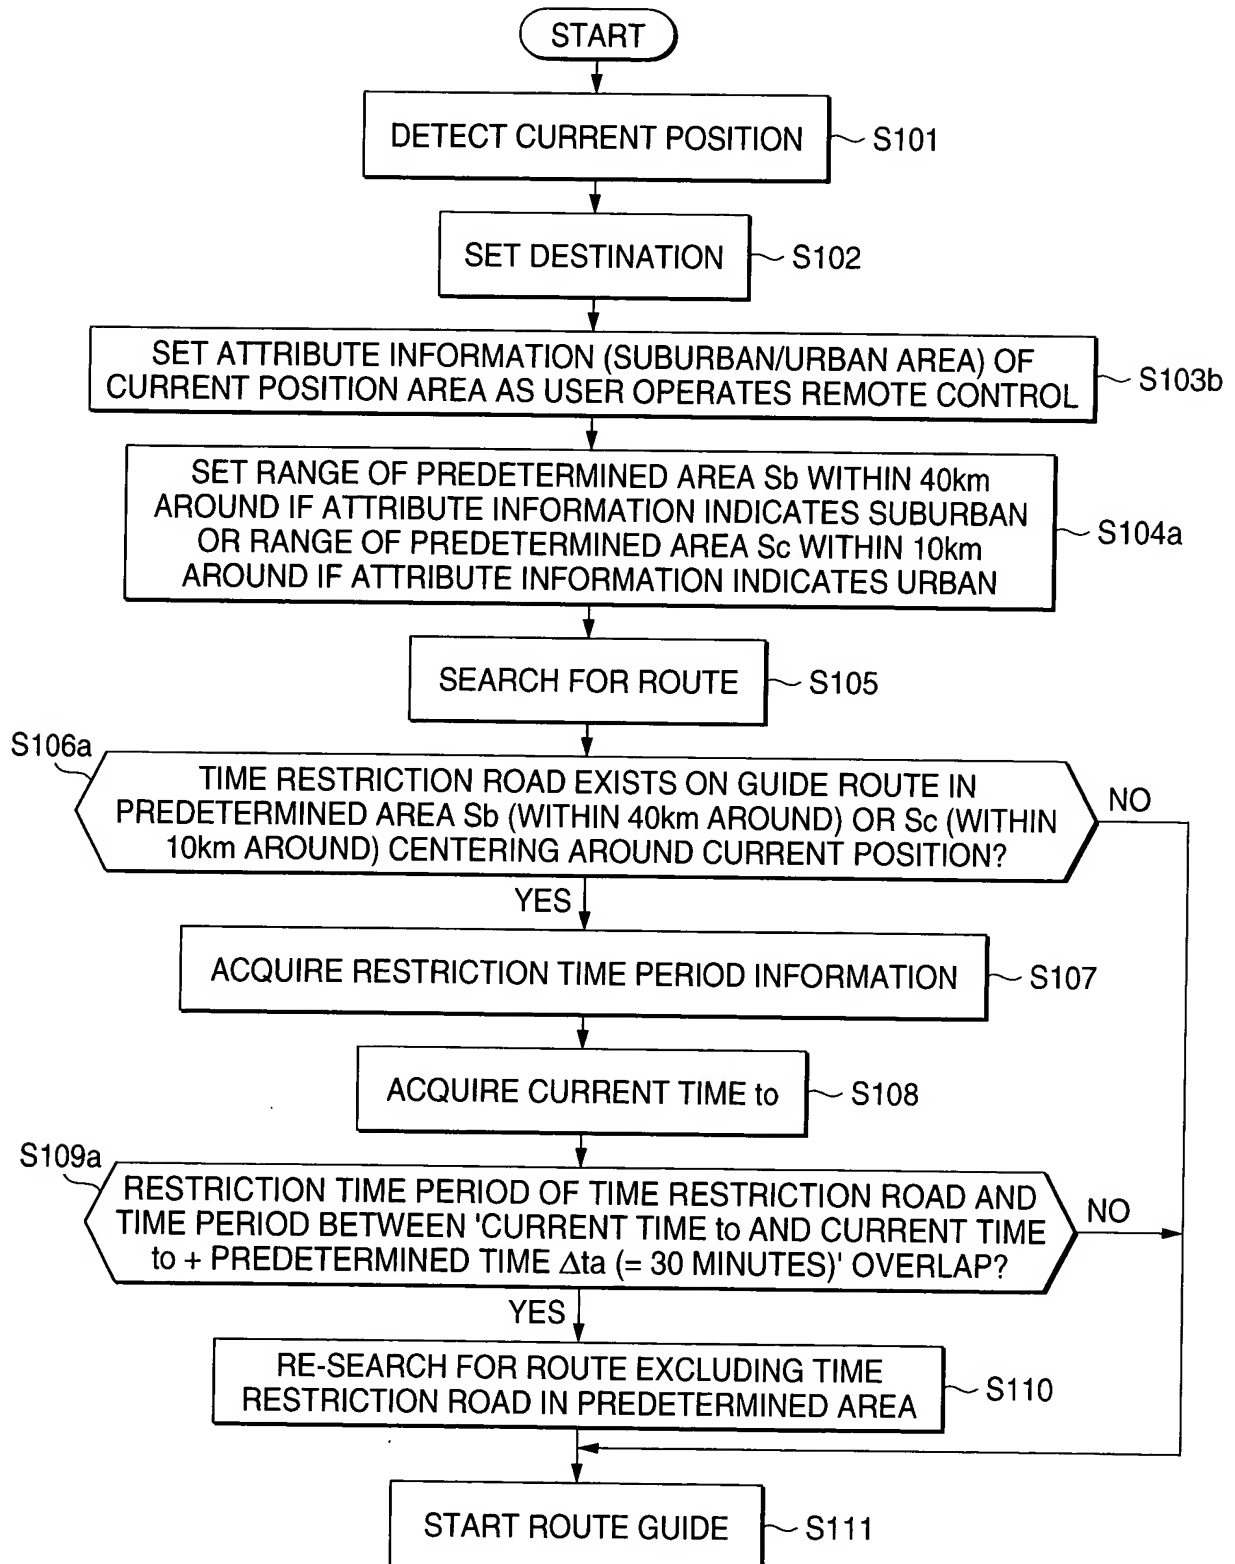 START
DETECT CURRENT POSITION
S101
SET DESTINATION
S102
SET ATTRIBUTE INFORMATION (SUBURBAN/URBAN AREA) OF
CURRENT POSITION AREA AS USER OPERATES REMOTE CONTROL
S103b
SET RANGE OF PREDETERMINED AREA Sb WITHIN 40km
AROUND IF ATTRIBUTE INFORMATION INDICATES SUBURBAN
OR RANGE OF PREDETERMINED AREA Sc WITHIN 10km
AROUND IF ATTRIBUTE INFORMATION INDICATES URBAN
S104a
SEARCH FOR ROUTE
S105
S106a
TIME RESTRICTION ROAD EXISTS ON GUIDE ROUTE IN
PREDETERMINED AREA Sb (WITHIN 40km AROUND) OR Sc (WITHIN
10km AROUND) CENTERING AROUND CURRENT POSITION?
NO
YES
ACQUIRE RESTRICTION TIME PERIOD INFORMATION
S107
ACQUIRE CURRENT TIME to
S108
S109a
RESTRICTION TIME PERIOD OF TIME RESTRICTION ROAD AND
TIME PERIOD BETWEEN 'CURRENT TIME to AND CURRENT TIME
to + PREDETERMINED TIME Δta (= 30 MINUTES)' OVERLAP?
NO
YES
RE-SEARCH FOR ROUTE EXCLUDING TIME
RESTRICTION ROAD IN PREDETERMINED AREA
S110
START ROUTE GUIDE
S111